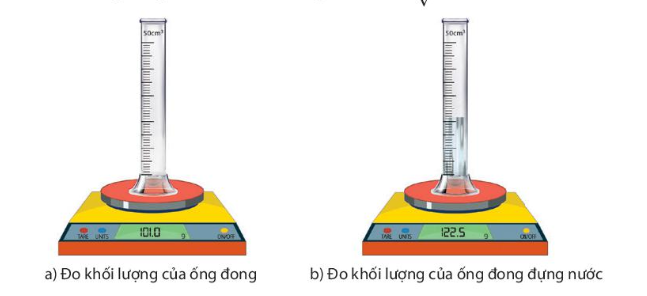 V
50cm³
50cm³
101.0 g
TARE UNITS ON/OFF
122.5 g
TARE UNITS ON/OFF
a) Đo khối lượng của ống đong
b) Đo khối lượng của ống đong đựng nước